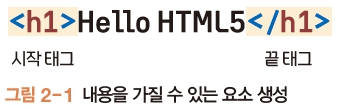 <h1>Hello HTML5</h1>
시작 태그 끝 태그
그림 2-1 내용을 가질 수 있는 요소 생성